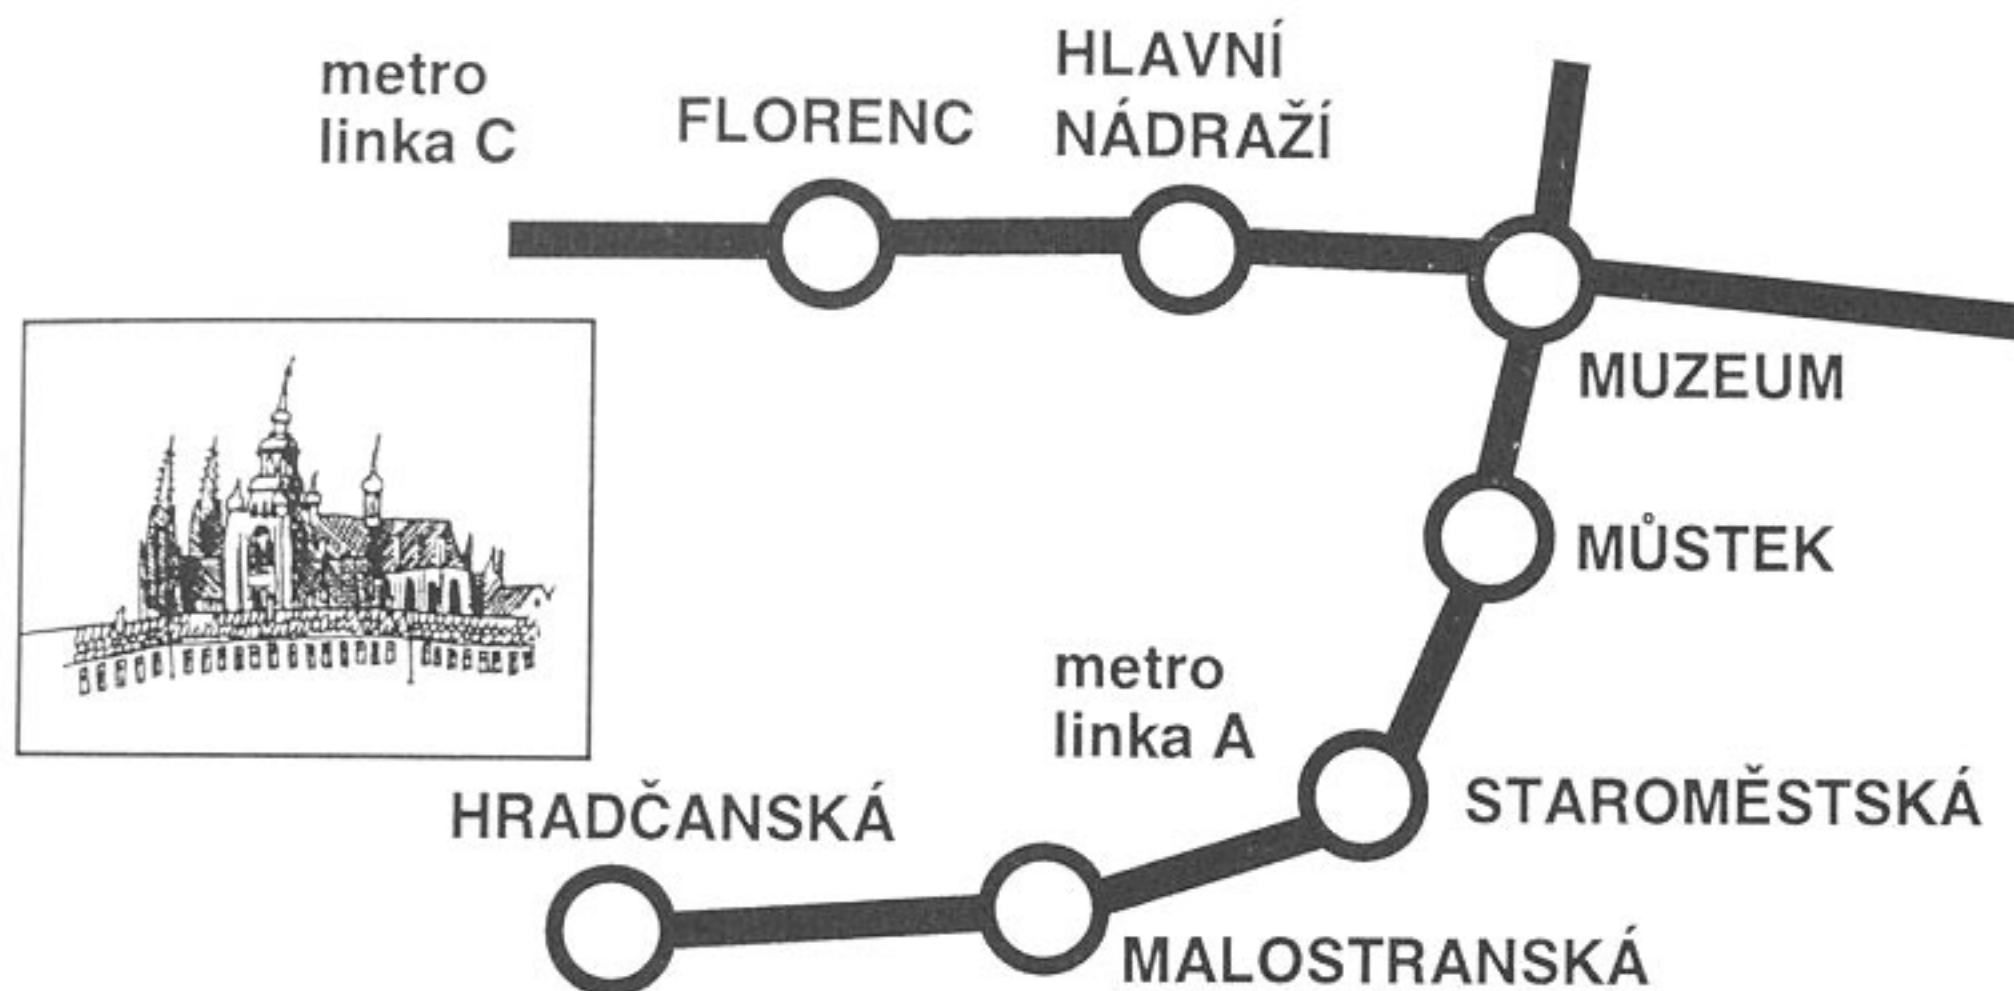 metro
linka C
FLORENC
HLAVNÍ
NÁDRAŽÍ
MUZEUM
MŮSTEK
metro
linka A
STAROMĚSTSKÁ
HRADČANSKÁ
MALOSTRANSKÁ